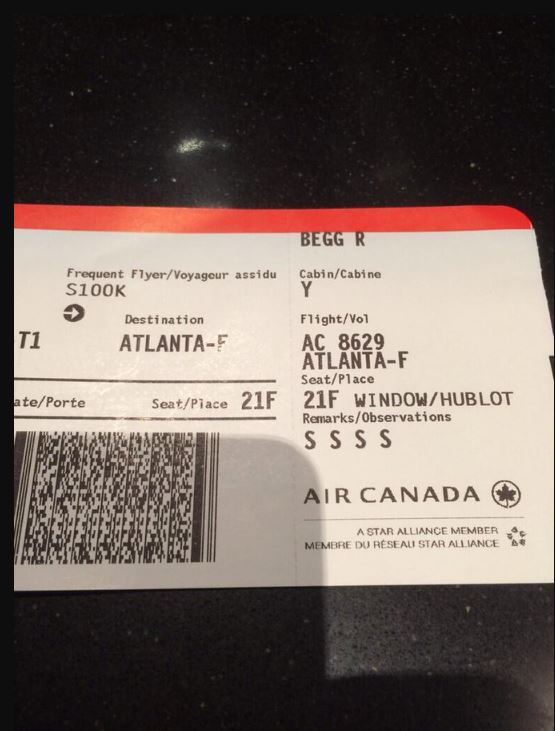 BEGG R
Frequent Flyer/Voyageur assidu
S100K
Destination
T1 ATLANTA-F
ate/Porte Seat/Place 21F
Cabin/Cabine
Y
Flight/Vol
AC 8629
ATLANTA-F
Seat/Place
21F WINDOW/HUBLOT
Remarks/Observations
S S S S
AIR CANADA
A STAR ALLIANCE MEMBER
MEMBRE DU RÉSEAU STAR ALLIANCE